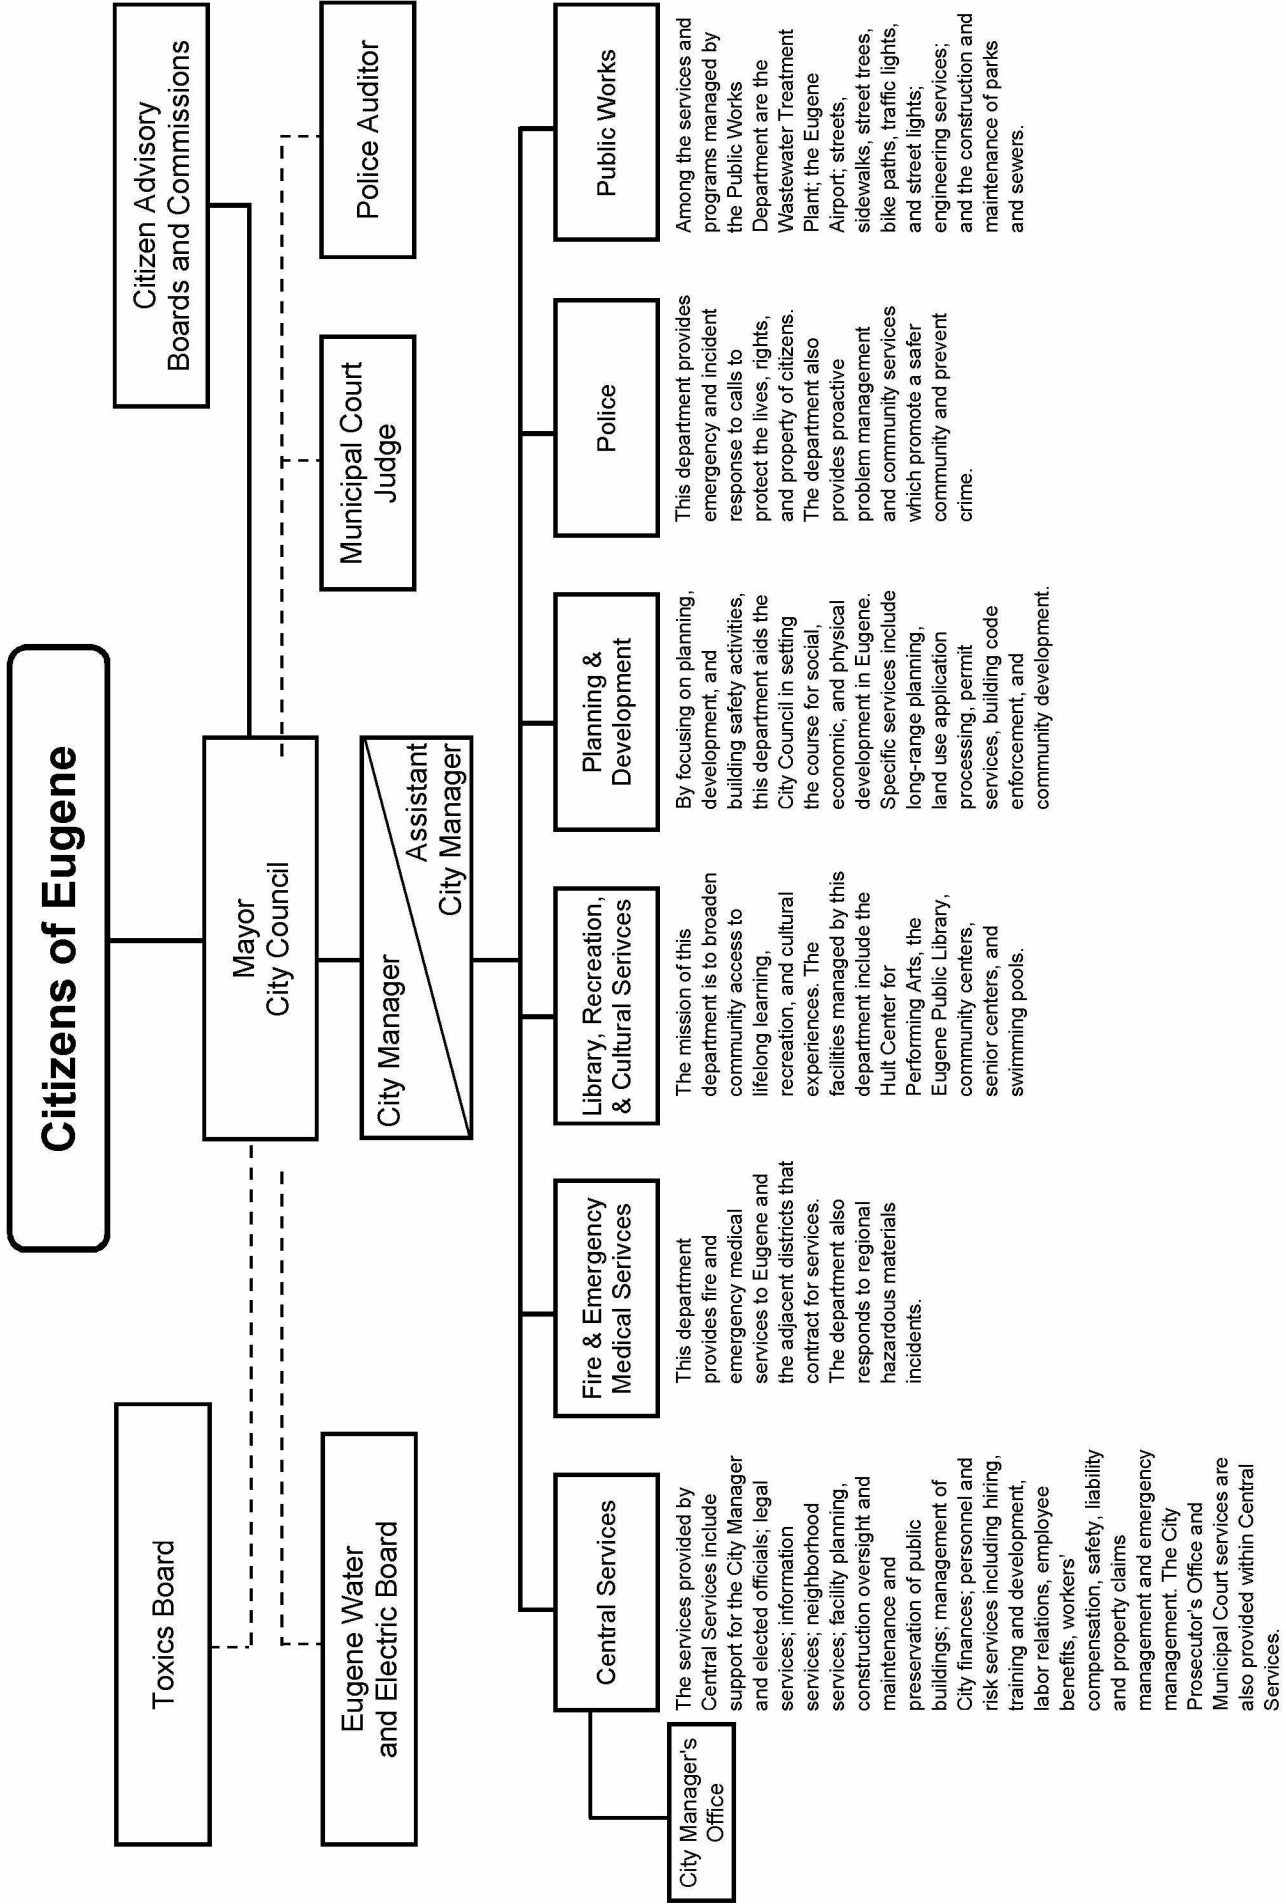 Citizens of Eugene
Toxics Board
Citizen Advisory
Boards and Commissions
Mayor
City Council
Eugene Water
and Electric Board
City Manager
Assistant
City Manager
Municipal Court
Judge
Police Auditor
Central Services
Fire & Emergency
Medical Serivces
Library, Recreation,
& Cultural Serivces
Planning &
Development
Police
Public Works
City Manager's
Office
The services provided by
Central Services include
support for the City Manager
and elected officials; legal
services; information
services; neighborhood
services; facility planning,
construction oversight and
maintenance and
preservation of public
buildings; management of
City finances; personnel and
risk services including hiring,
training and development,
labor relations, employee
benefits, workers'
compensation, safety, liability
and property claims
management and emergency
management. The City
Prosecutor's Office and
Municipal Court services are
also provided within Central
Services.
This department
provides fire and
emergency medical
services to Eugene and
the adjacent districts that
contract for services.
The department also
responds to regional
hazardous materials
incidents.
The mission of this
department is to broaden
community access to
lifelong learning,
recreation, and cultural
experiences. The
facilities managed by this
department include the
Hult Center for
Performing Arts, the
Eugene Public Library,
community centers,
senior centers, and
swimming pools.
By focusing on planning,
development, and
building safety activities,
this department aids the
City Council in setting
the course for social,
economic, and physical
development in Eugene.
Specific services include
long-range planning,
land use application
processing, permit
services, building code
enforcement, and
community development.
This department provides
emergency and incident
response to calls to
protect the lives, rights,
and property of citizens.
The department also
provides proactive
problem management
and community services
which promote a safer
community and prevent
crime.
Among the services and
programs managed by
the Public Works
Department are the
Wastewater Treatment
Plant; the Eugene
Airport; streets,
sidewalks, street trees,
bike paths, traffic lights,
and street lights;
engineering services;
and the construction and
maintenance of parks
and sewers.